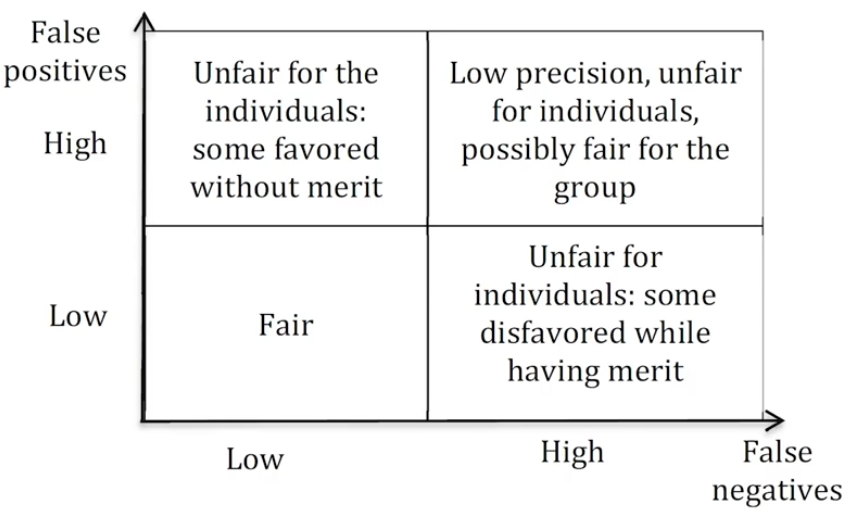 False
positives
High
Unfair for the
individuals:
some favored
without merit
Low precision, unfair
for individuals,
possibly fair for the
group
Low
Fair
Unfair for
individuals: some
disfavored while
having merit
Low
High
False
negatives